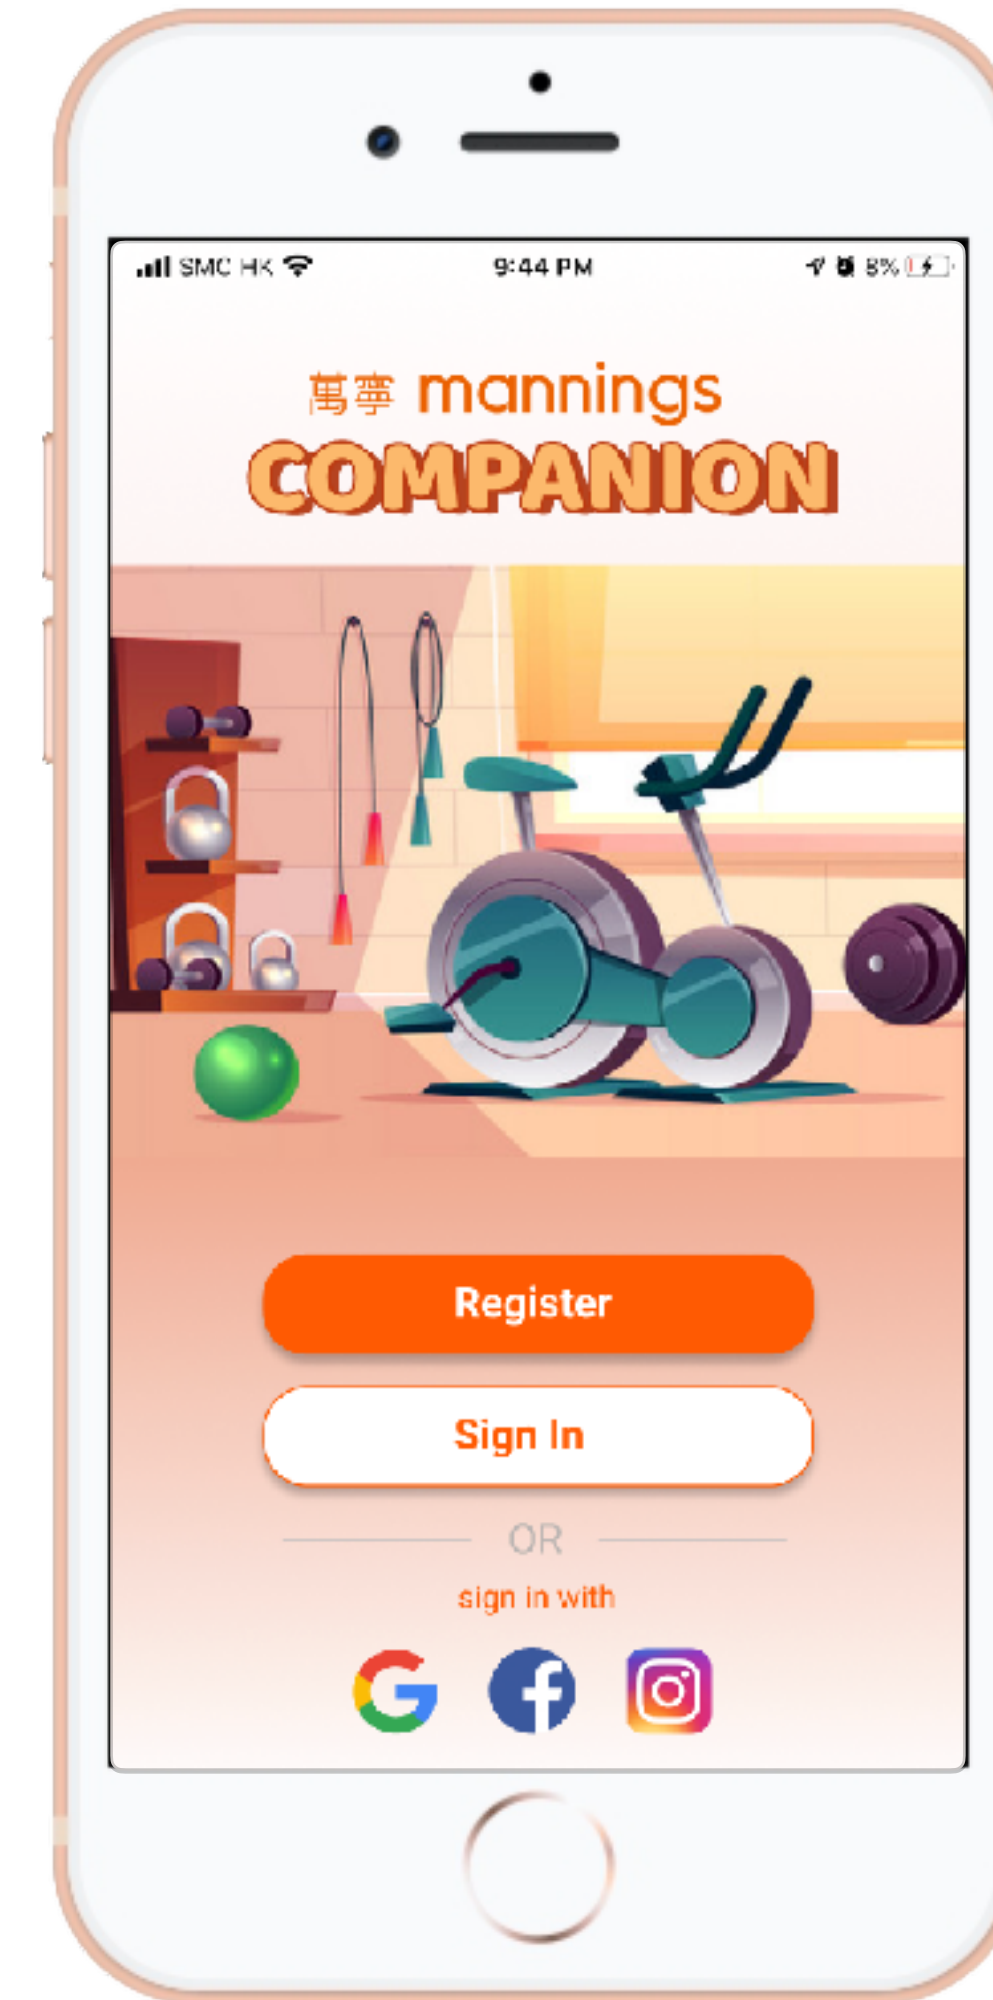 SMC HK 9:44 PM 8%
萬寧 mannings
COMPANION
Register
Sign In
OR
sign in with